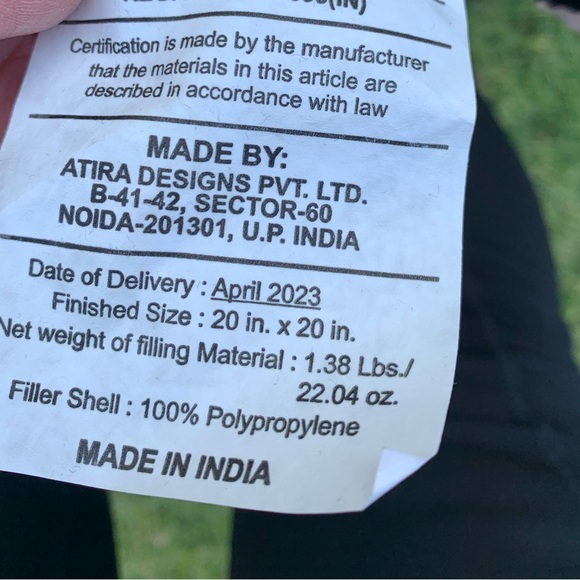 (IN)
Certification is made by the manufacturer
that the materials in this article are
described in accordance with law
MADE BY:
ATIRA DESIGNS PVT. LTD.
B-41-42, SECTOR-60
NOIDA-201301, U.P. INDIA
Date of Delivery : April 2023
Finished Size : 20 in. x 20 in.
Net weight of filling Material : 1.38 Lbs./
22.04 oz.
Filler Shell : 100% Polypropylene
MADE IN INDIA